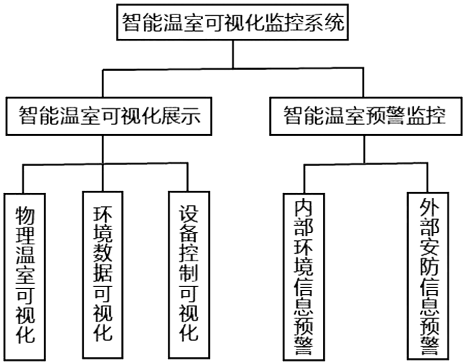 智能温室可视化监控系统
智能温室可视化展示
智能温室预警监控
物理温室可视化
环境数据可视化
设备控制可视化
内部环境信息预警
外部安防信息预警